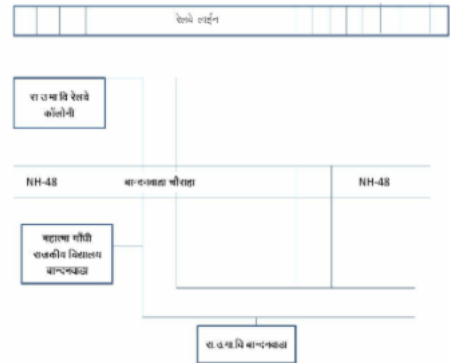 रेलवे लाईन
रा उ मा वि रेलवे
कॉलोनी
NH-48 बान्दनवाडा चौराहा NH-48
महात्मा गाँधी
राजकीय विद्यालय
बान्दनवाडा
रा.उ.मा.वि बान्दनवाडा